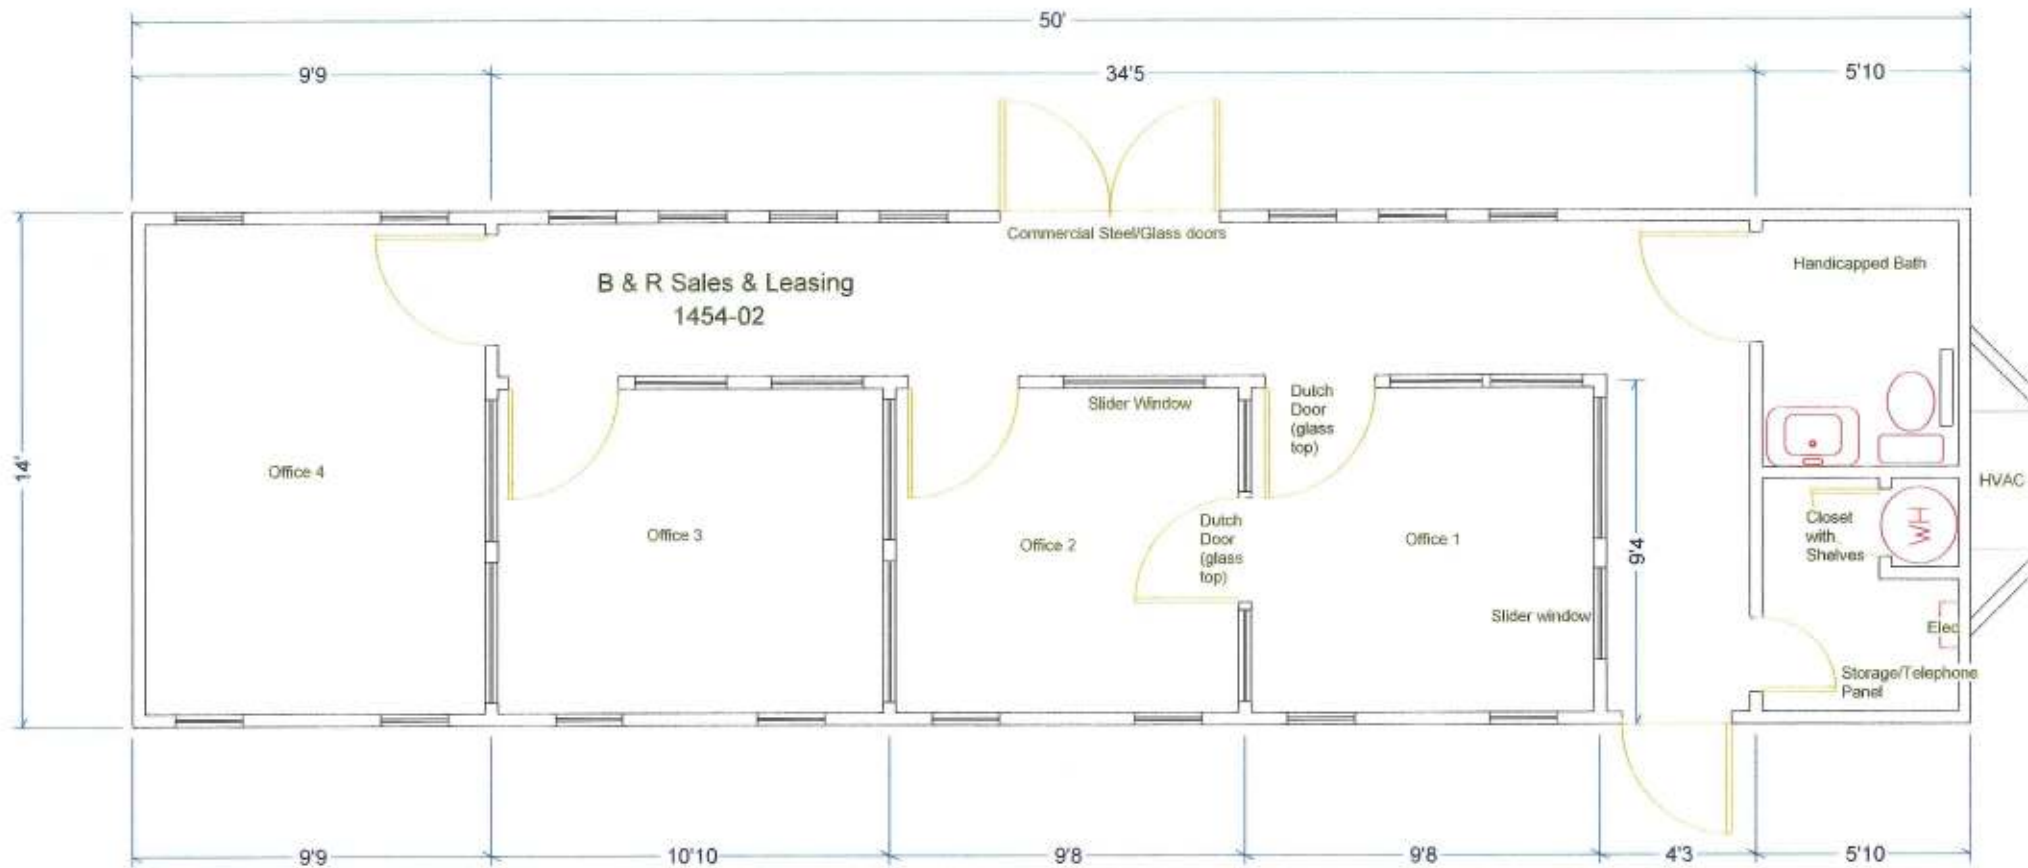 50'
9'9
34'5
5'10
Commercial Steel/Glass doors
B & R Sales & Leasing
1454-02
Handicapped Bath
Slider Window
Dutch
Door
(glass
top)
14'
Office 4
Office 3
Office 2
Dutch
Door
(glass
top)
Office 1
9'4
Slider window
HVAC
Closet
with
Shelves
WH
Elec
Storage/Telephone
Panel
9'9
10'10
9'8
9'8
4'3
5'10